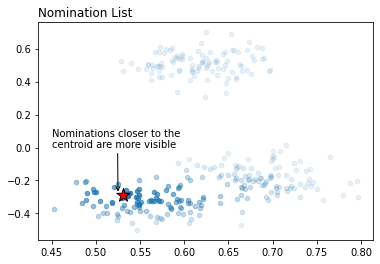 Nomination List
0.6
0.4
0.2
0.0
−0.2
−0.4
Nominations closer to the
centroid are more visible
0.45 0.50 0.55 0.60 0.65 0.70 0.75 0.80